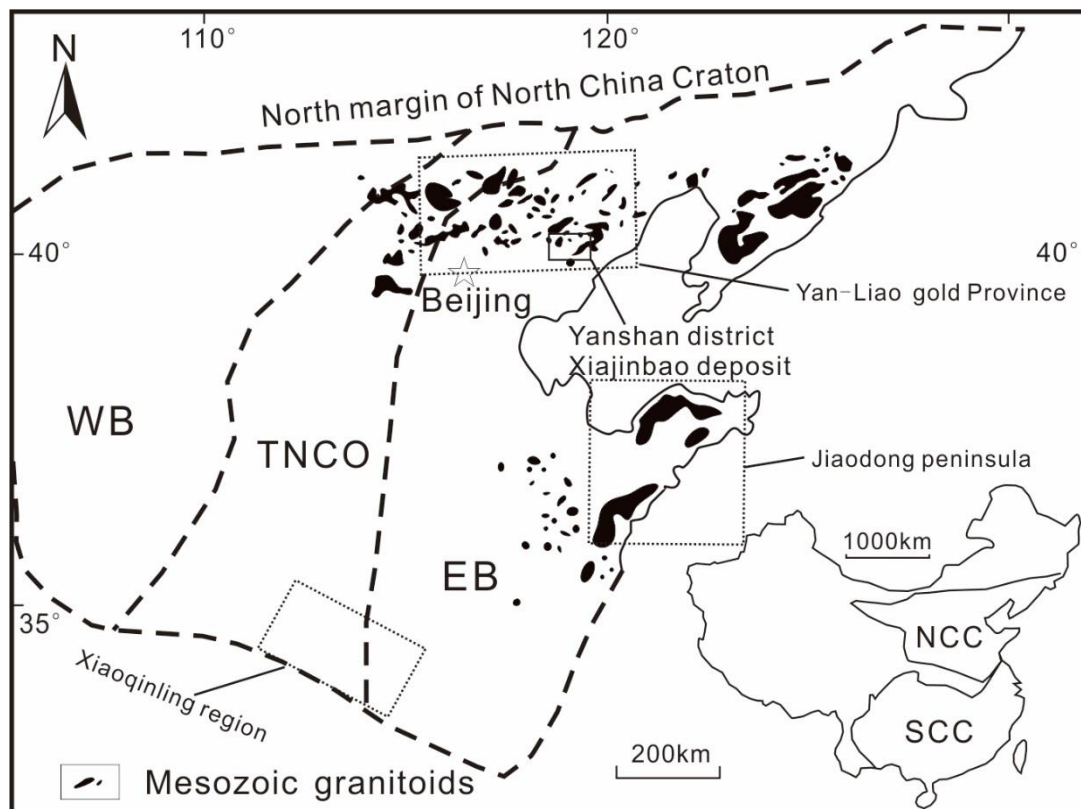 110°
120°
N
North margin of North China Craton
40°
40°
Beijing
Yan-Liao gold Province
Yanshan district
Xiajinbao deposit
WB
TNCO
Jiaodong peninsula
EB
1000km
35°
NCC
Xiaoqinling region
SCC
200km
Mesozoic granitoids